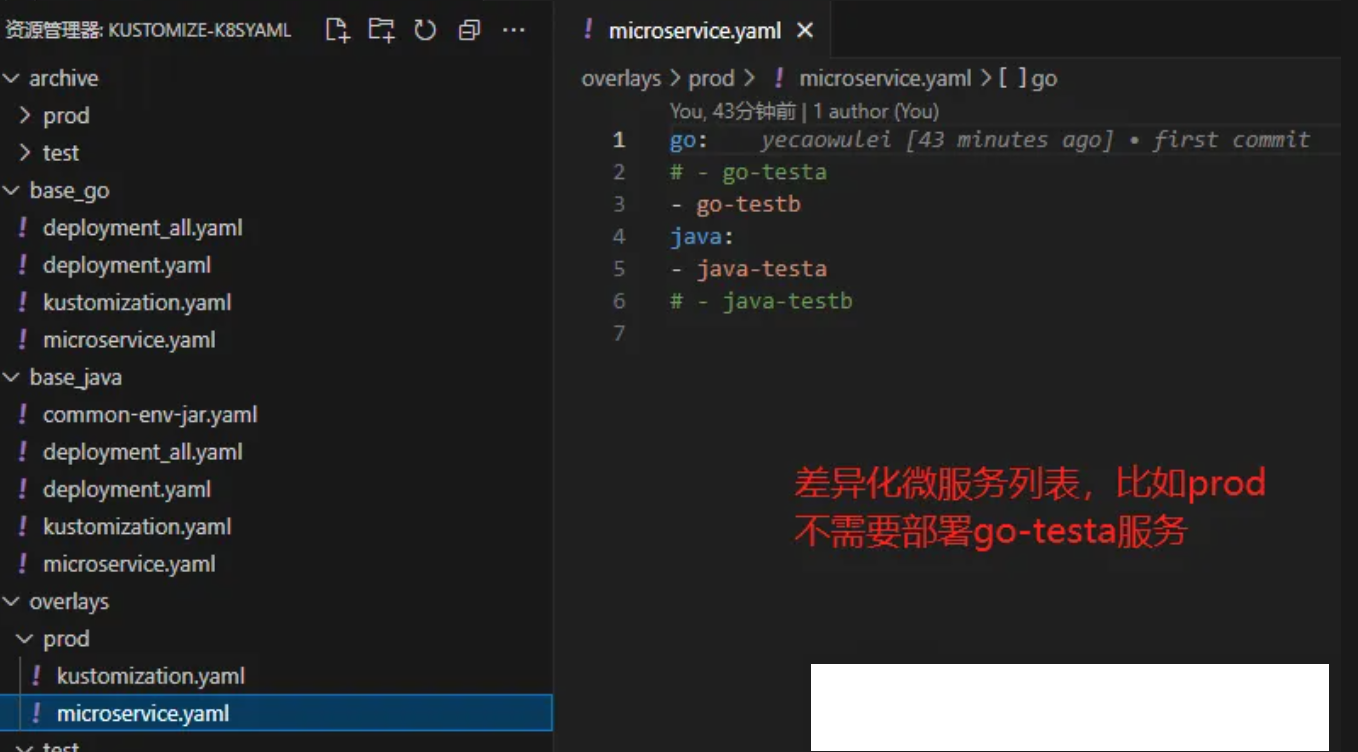 资源管理器: KUSTOMIZE-K8SYAML
archive
prod
test
base_go
! deployment_all.yaml
! deployment.yaml
! kustomization.yaml
! microservice.yaml
base_java
! common-env-jar.yaml
! deployment_all.yaml
! deployment.yaml
! kustomization.yaml
! microservice.yaml
overlays
prod
! kustomization.yaml
! microservice.yaml
test
! microservice.yaml ×
overlays > prod > ! microservice.yaml > [ ] go
You, 43分钟前 | 1 author (You)
1 go: yecaowulei [43 minutes ago] • first commit
2 # - go-testa
3 - go-testb
4 java:
5 - java-testa
6 # - java-testb
7
差异化微服务列表，比如prod
不需要部署go-testa服务